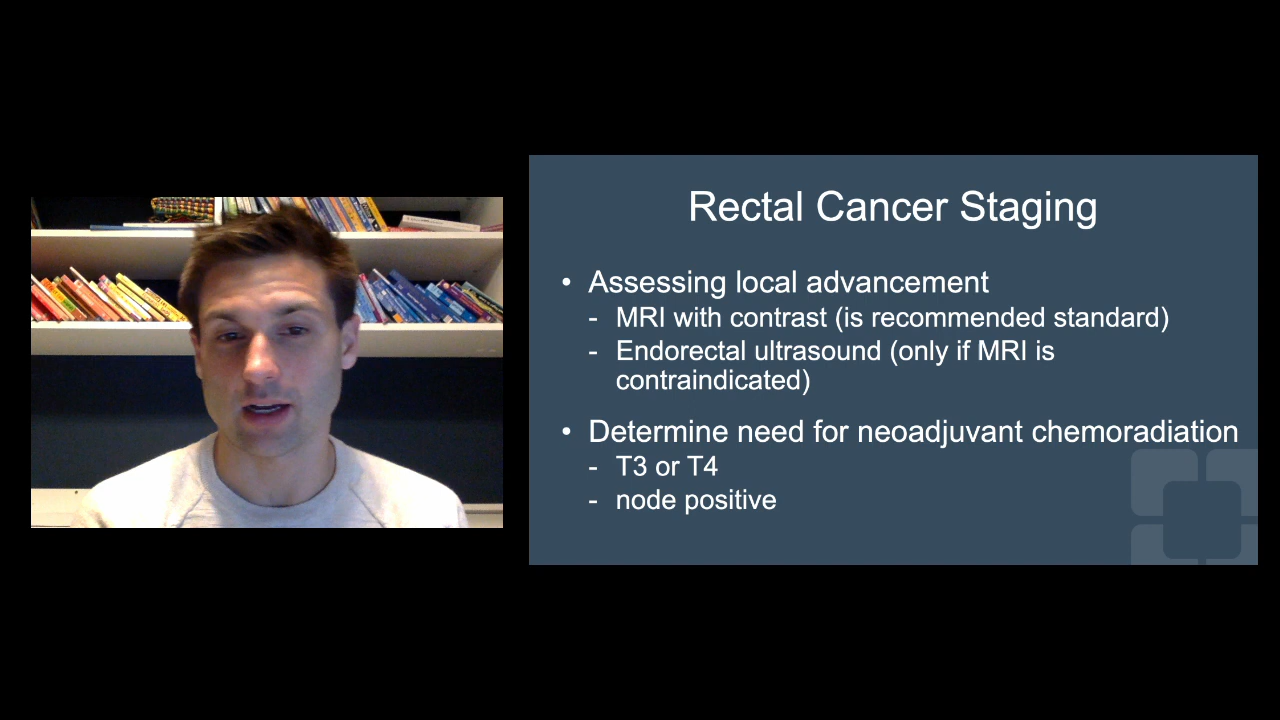 Rectal Cancer Staging
• Assessing local advancement
- MRI with contrast (is recommended standard)
- Endorectal ultrasound (only if MRI is
contraindicated)
• Determine need for neoadjuvant chemoradiation
- T3 or T4
- node positive